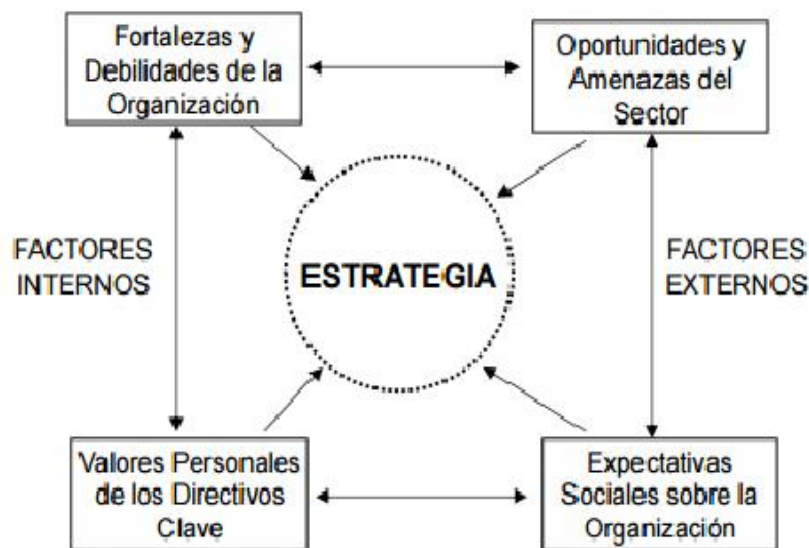 Fortalezas y
Debilidades de la
Organización
Oportunidades y
Amenazas del
Sector
FACTORES
INTERNOS
ESTRATEGIA
FACTORES
EXTERNOS
Valores Personales
de los Directivos
Clave
Expectativas
Sociales sobre la
Organización